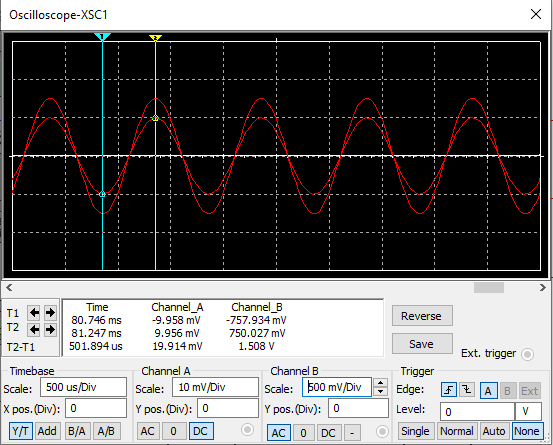 Oscilloscope-XSC1
1 2
Time Channel_A Channel_B
T1 80.746 ms -9.958 mV -757.934 mV
T2 81.247 ms 9.956 mV 750.027 mV
T2-T1 501.894 us 19.914 mV 1.508 V
Reverse
Save
Ext. trigger
Timebase
Scale: 500 us/Div
X pos.(Div): 0
Y/T Add B/A A/B
Channel A
Scale: 10 mV/Div
Y pos.(Div): 0
AC 0 DC
Channel B
Scale: 500 mV/Div
Y pos.(Div): 0
AC 0 DC -
Trigger
Edge: A B Ext
Level: 0 V
Single Normal Auto None